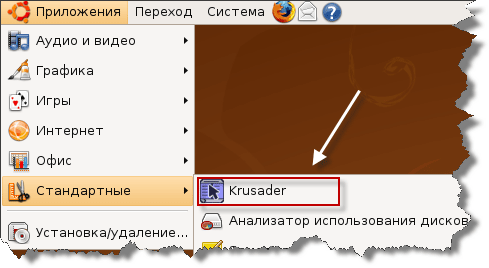 Приложения Переход Система
Аудио и видео
Графика
Игры
Интернет
Офис
Стандартные
Krusader
Анализатор использования дисков
Установка/удаление...